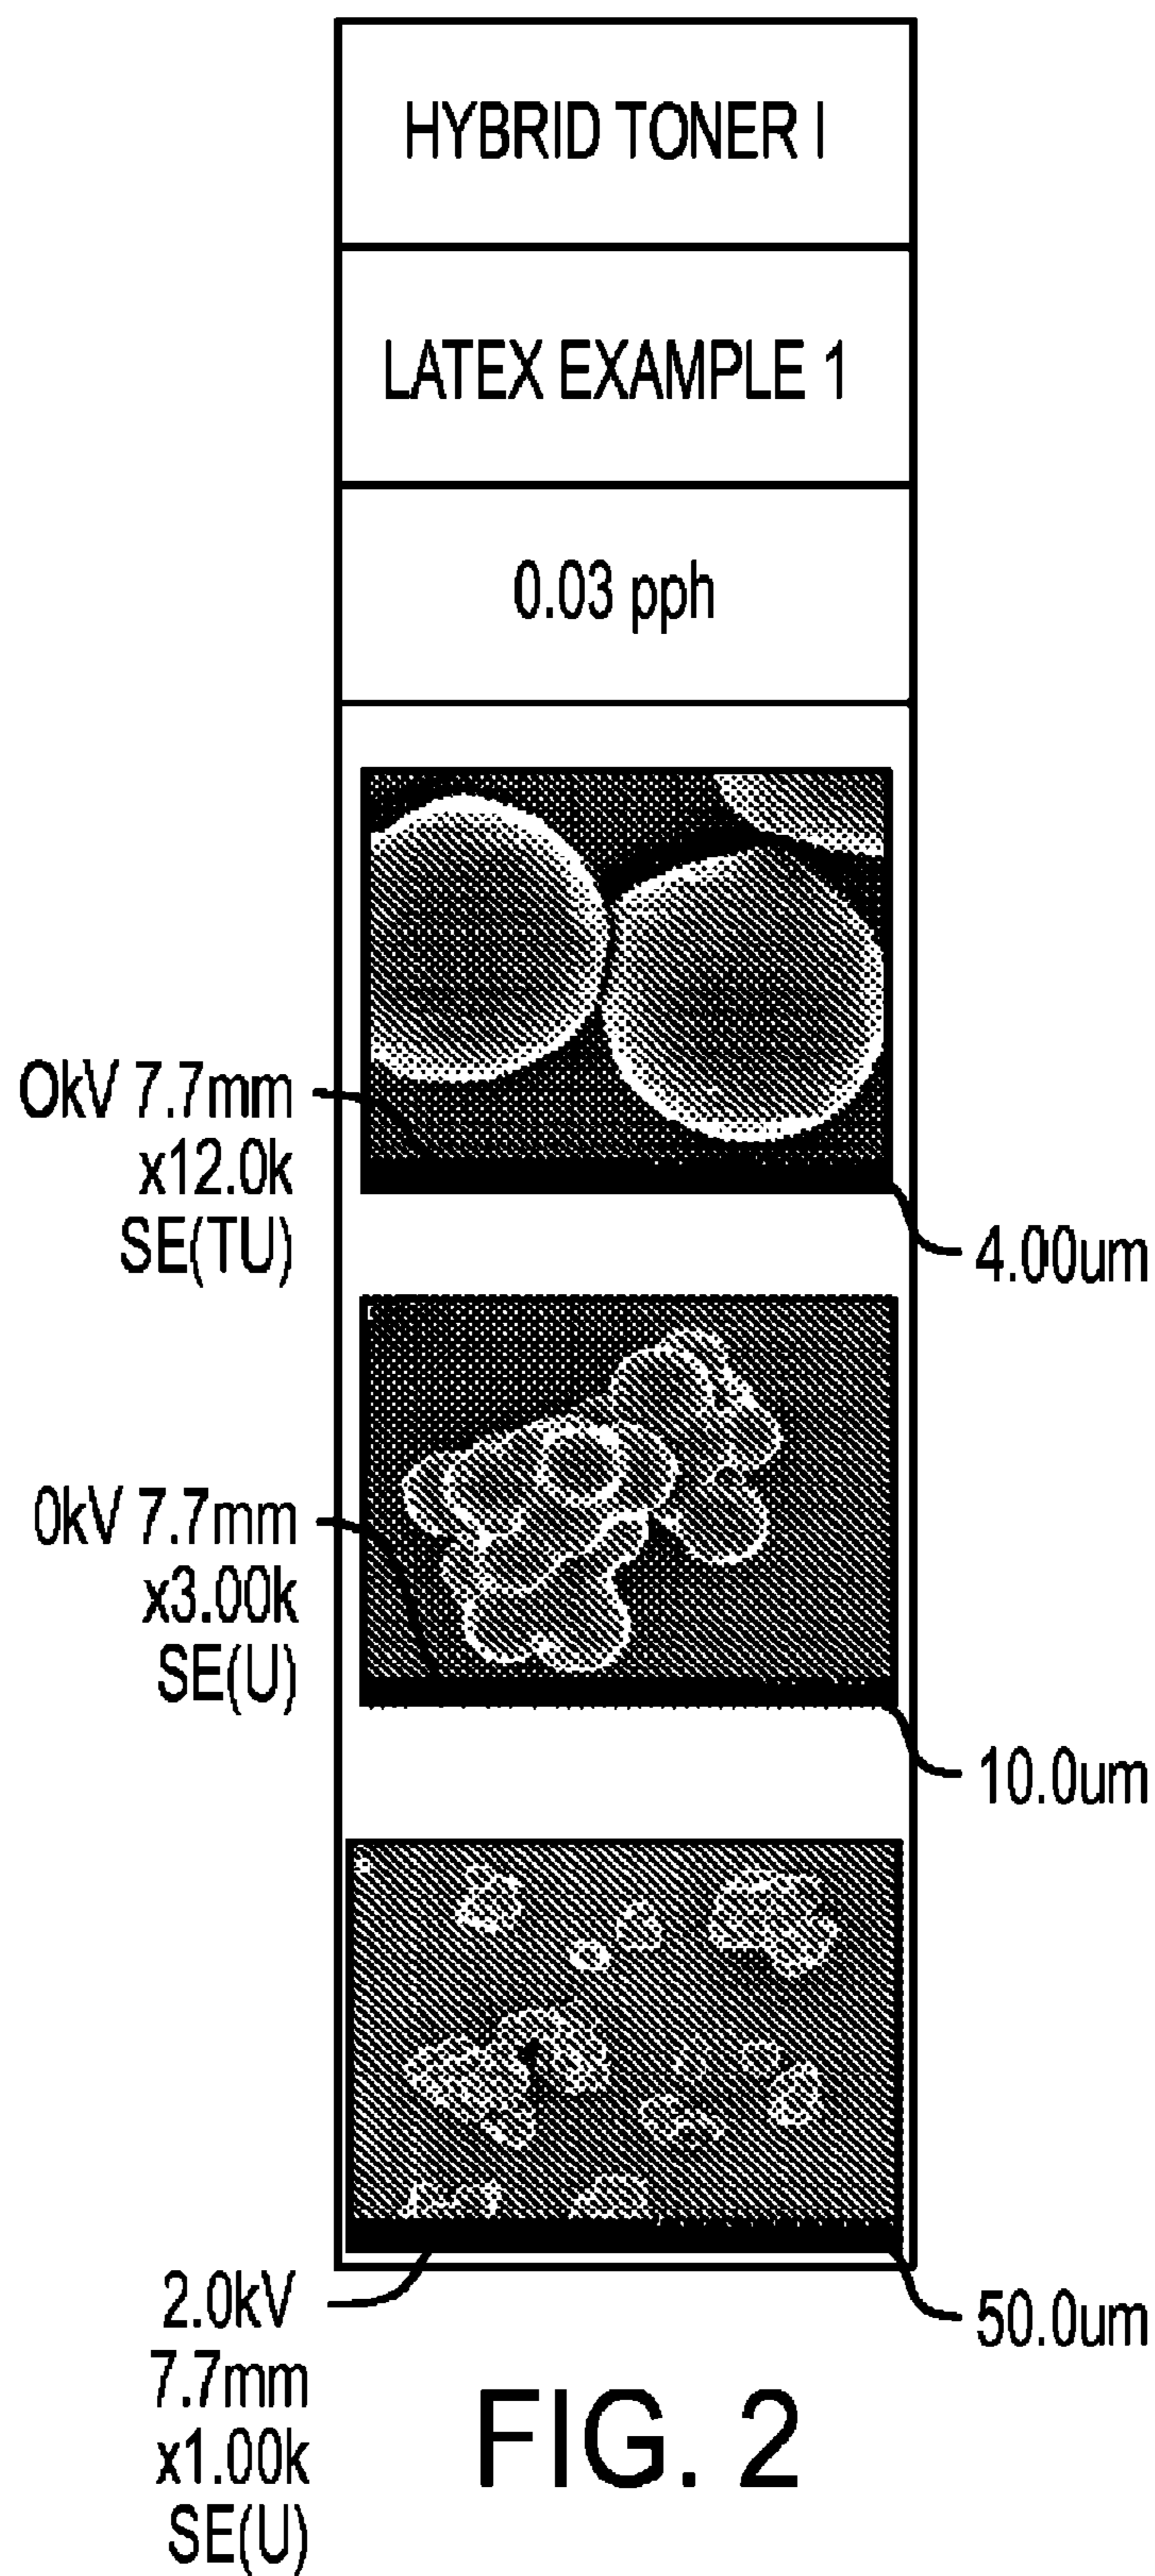 HYBRID TONER I
LATEX EXAMPLE 1
0.03 pph
OkV 7.7mm
x12.0k
SE(TU)
4.00um
0kV 7.7mm
x3.00k
SE(U)
10.0um
2.0kV
7.7mm
x1.00k
SE(U)
50.0um
FIG. 2